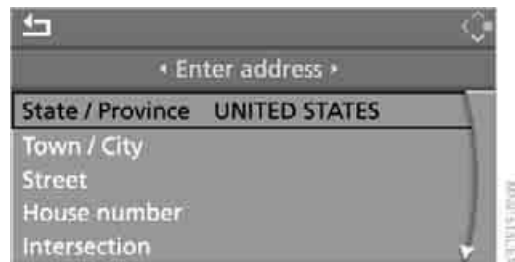 Enter address
State / Province UNITED STATES
Town / City
Street
House number
Intersection